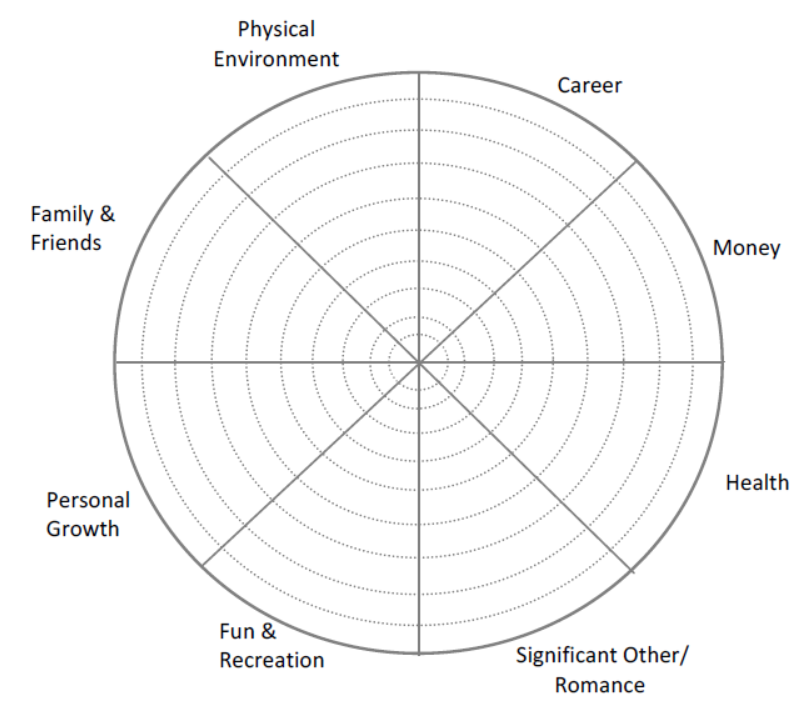 Physical
Environment
Career
Family &
Friends
Money
Personal
Growth
Health
Fun &
Recreation
Significant Other/
Romance